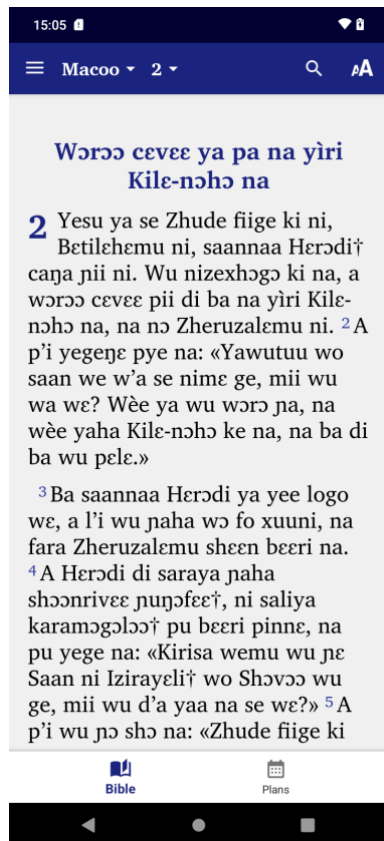 15:05
Macoo 2
AA
Wɔrɔɔ cɛvɛɛ ya pa na yìri
Kilɛ-nɔhɔ na
2 Yesu ya se Zhude fiige ki ni,
Bɛtilɛhɛmu ni, saannaa Hɛrɔdi†
caŋa ɲii ni. Wu nizexhɔgɔ ki na, a
wɔrɔɔ cɛvɛɛ pii di ba na yìri Kilɛ-
nɔhɔ na, na nɔ Zheruzalɛmu ni. 2 A
p’i yegeŋɛ pye na: «Yawutuu wo
saan we w’a se nimɛ ge, mii wu
wa wɛ? Wèe ya wu wɔrɔ ɲa, na
wèe yaha Kilɛ-nɔhɔ ke na, na ba di
ba wu pɛlɛ.»
3 Ba saannaa Hɛrɔdi ya yee logo
wɛ, a l’i wu ɲaha wɔ fo xuuni, na
fara Zheruzalɛmu shɛɛn bɛɛri na.
4 A Hɛrɔdi di saraya ɲaha
shɔɔnrivɛɛ ɲuŋɔfɛɛ†, ni saliya
karamɔgɔlɔɔ† pu bɛɛri pinnɛ, na
pu yege na: «Kirisa wemu wu ɲɛ
Saan ni Izirayɛli† wo Shɔvɔɔ wu
ge, mii wu d’a yaa na se wɛ?» 5 A
p’i wu ɲɔ shɔ na: «Zhude fiige ki
Bible
Plans